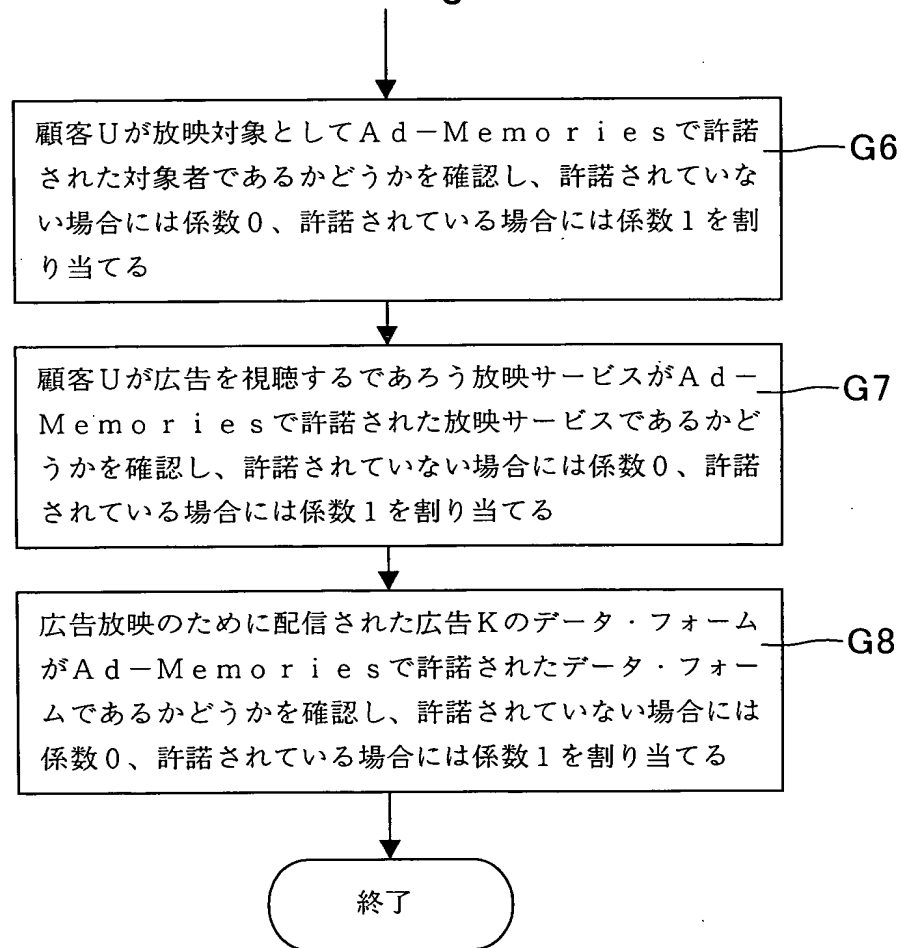 顧客Uが放映対象としてAd－Memoriesで許諾
G6
された対象者であるかどうかを確認し、許諾されていな
い場合には係数0、許諾されている場合には係数1を割
り当てる
顧客Uが広告を視聴するであろう放映サービスがAd－
G7
Memoriesで許諾された放映サービスであるかど
うかを確認し、許諾されていない場合には係数0、許諾
されている場合には係数1を割り当てる
広告放映のために配信された広告Kのデータ・フォーム
G8
がAd－Memoriesで許諾されたデータ・フォー
ムであるかどうかを確認し、許諾されていない場合には
係数0、許諾されている場合には係数1を割り当てる
終了